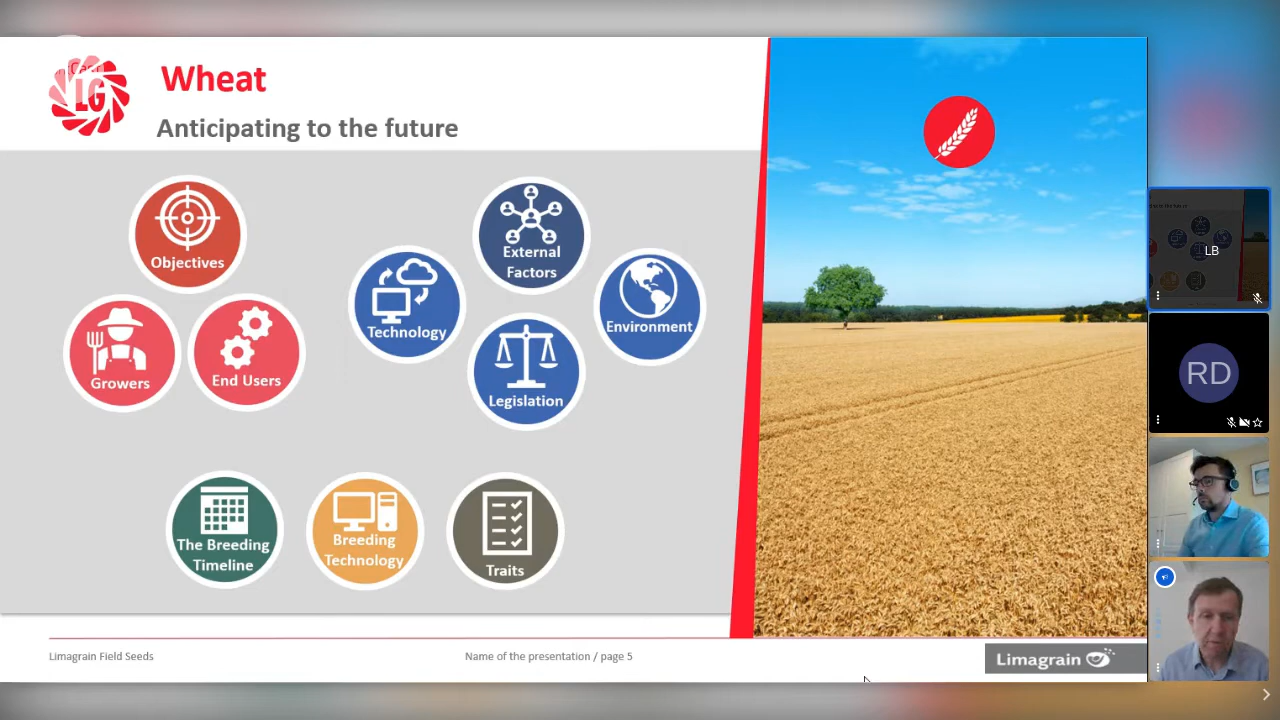 LG
Wheat
Anticipating to the future
Objectives
Growers
End Users
External
Factors
Technology
Environment
Legislation
The Breeding
Timeline
Breeding
Technology
Traits
Limagrain Field Seeds
Name of the presentation / page 5
Limagrain
LB
RD